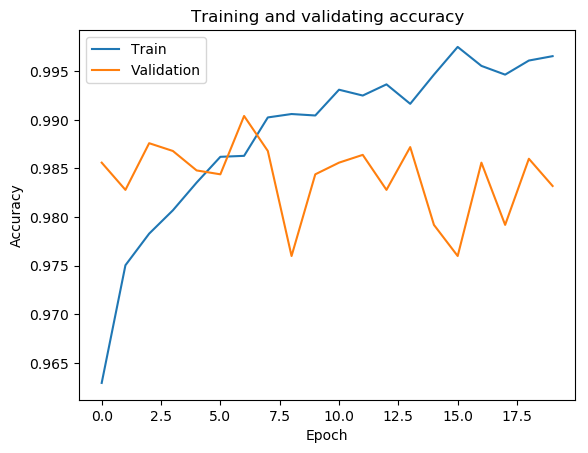 Training and validating accuracy
Train
Validation
0.995
0.990
0.985
0.980
0.975
0.970
0.965
Accuracy
0.0 2.5 5.0 7.5 10.0 12.5 15.0 17.5
Epoch